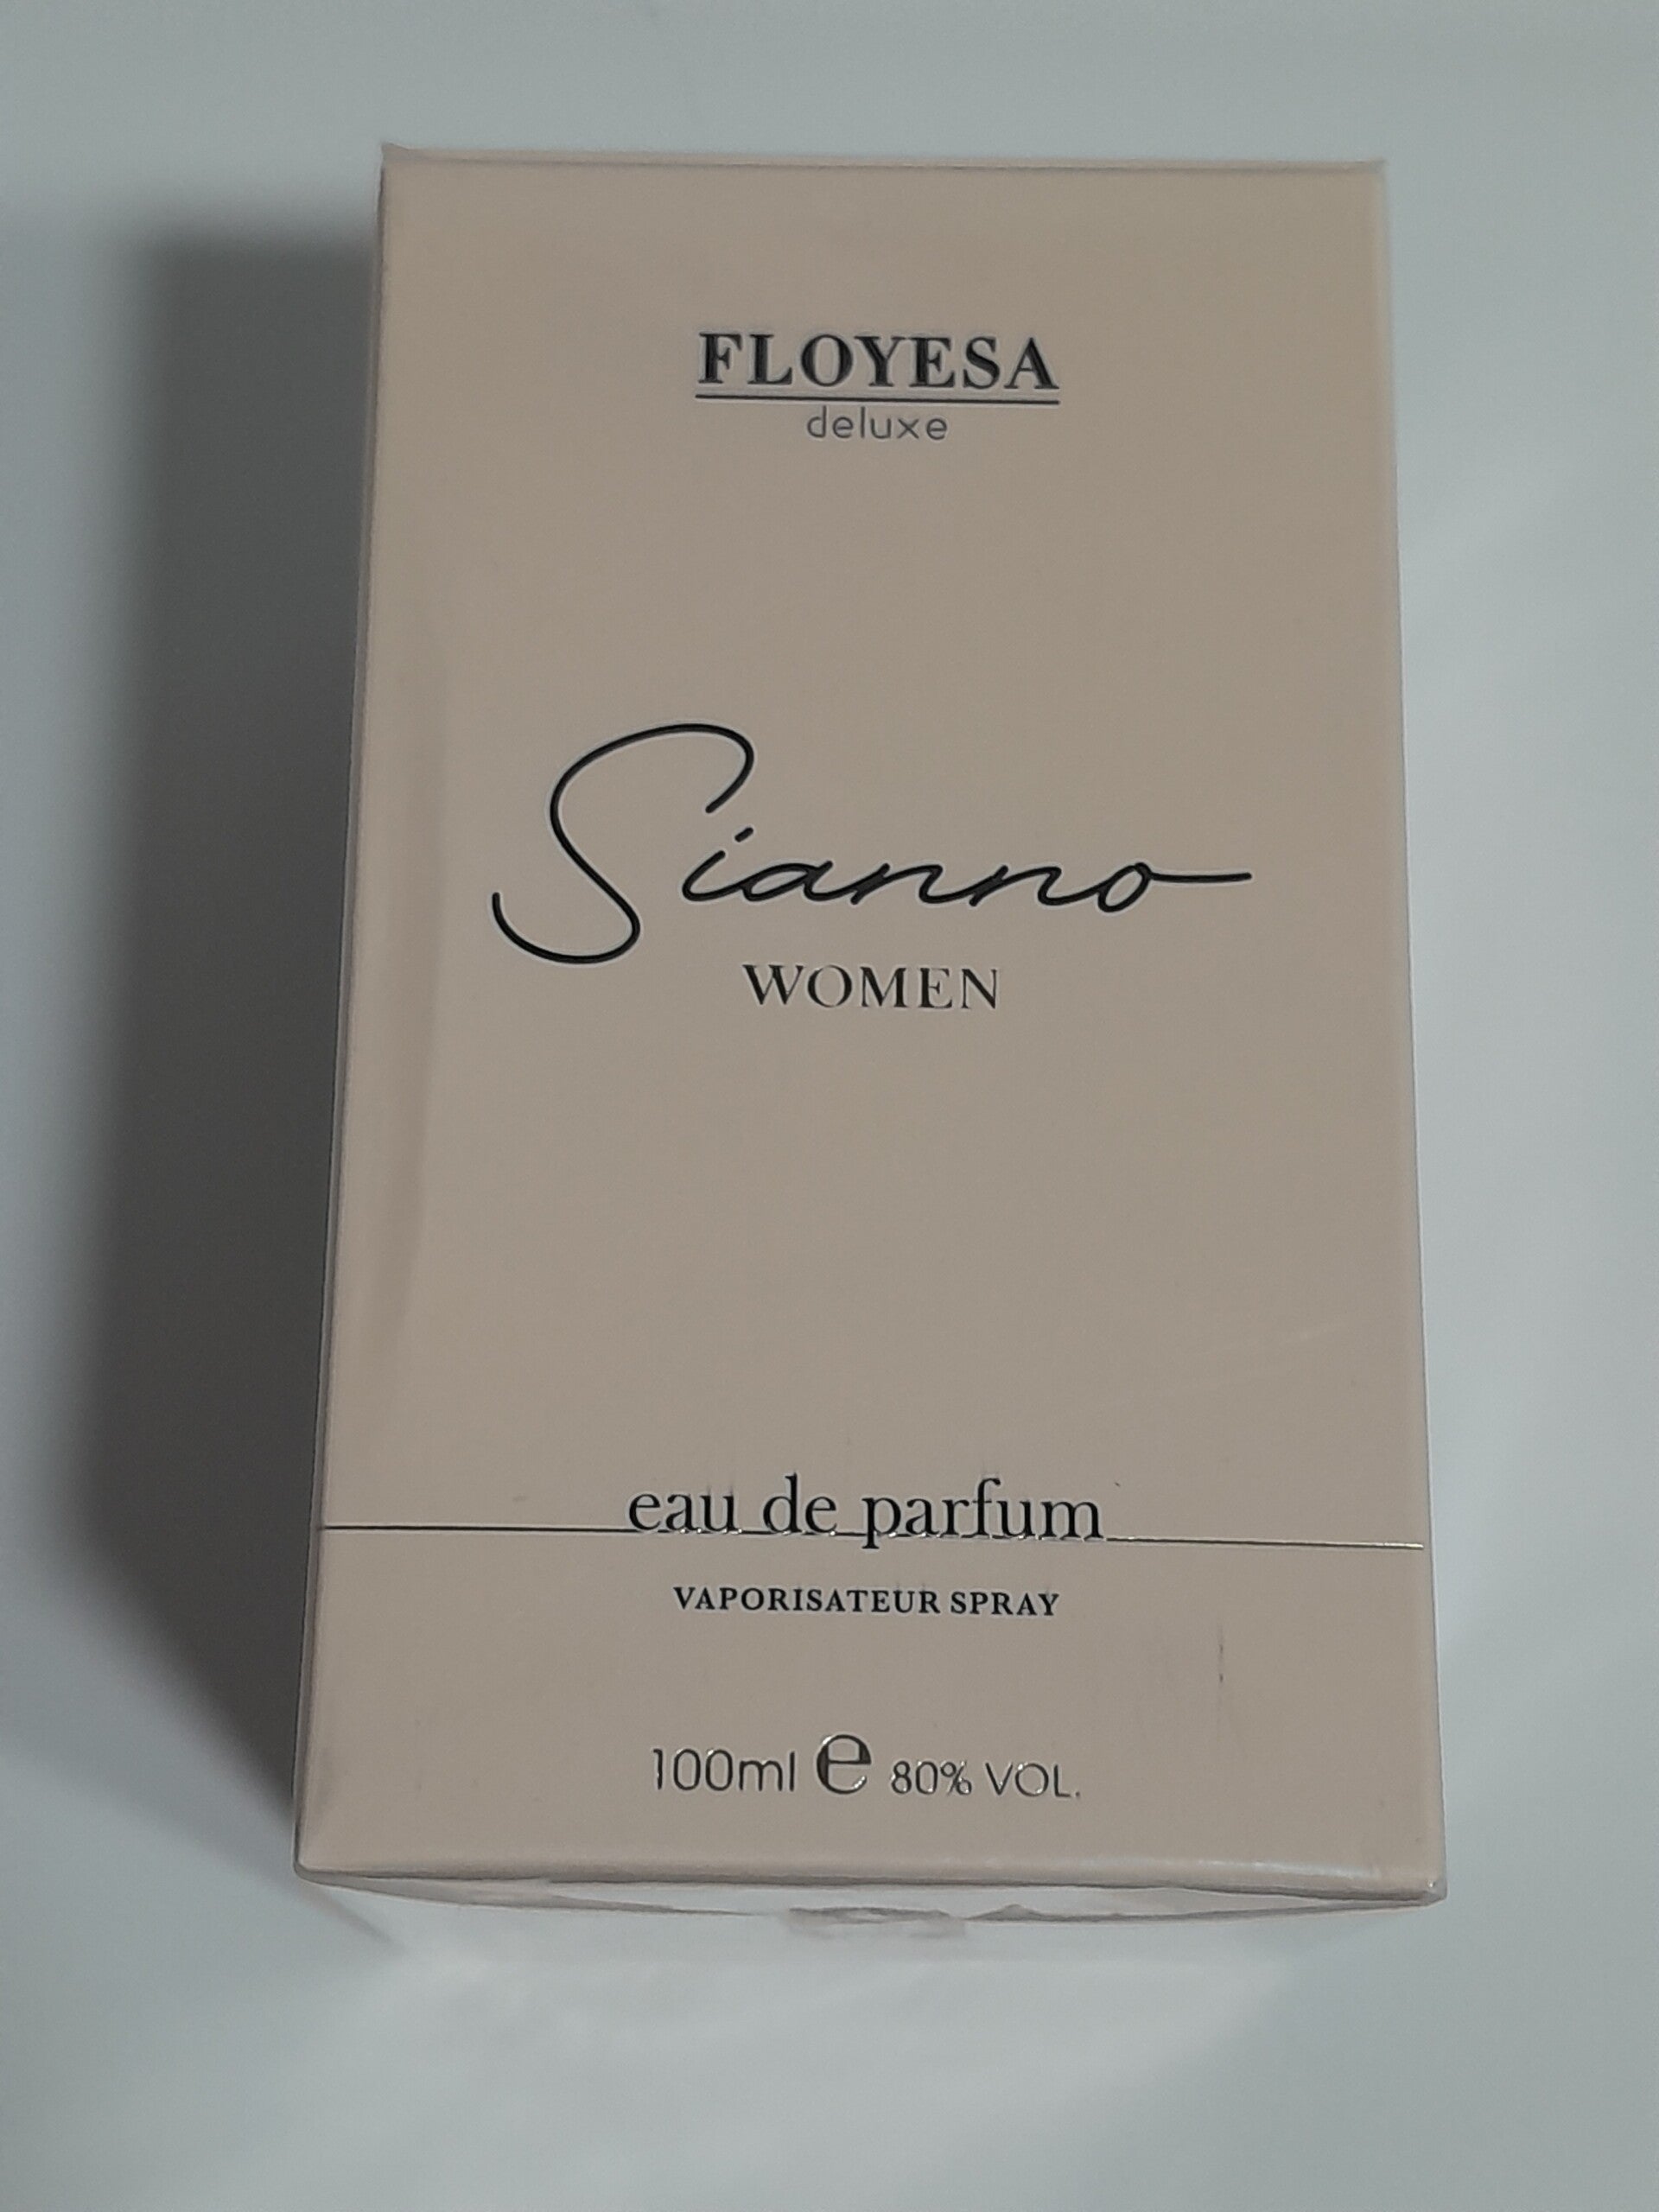 FLOYESA
deluxe
Sianno
WOMEN
eau de parfum
VAPORISATEUR SPRAY
100ml e 80% VOL.